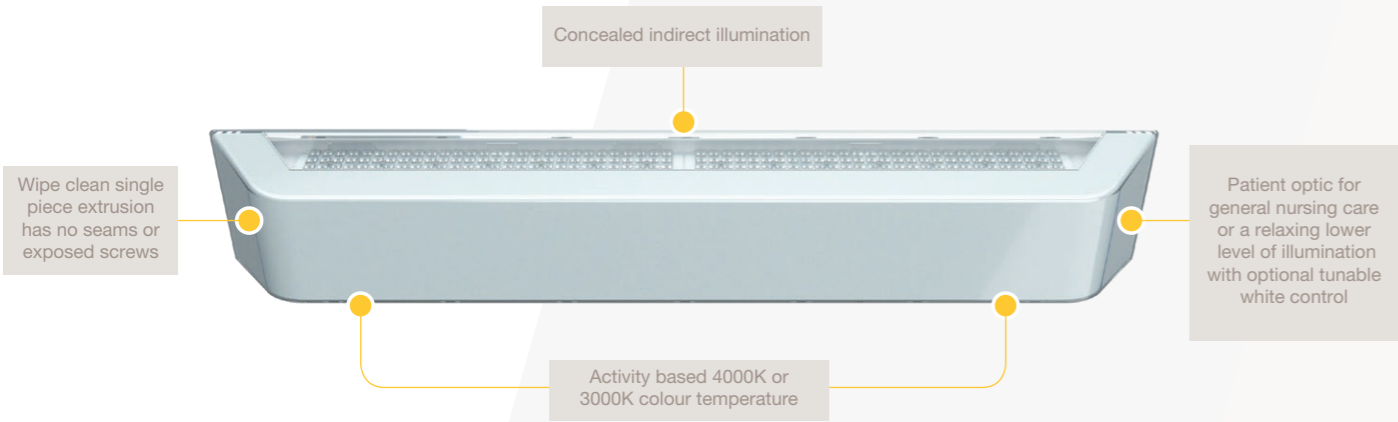 Concealed indirect illumination
Wipe clean single
piece extrusion
has no seams or
exposed screws
Patient optic for
general nursing care
or a relaxing lower
level of illumination
with optional tunable
white control
Activity based 4000K or
3000K colour temperature